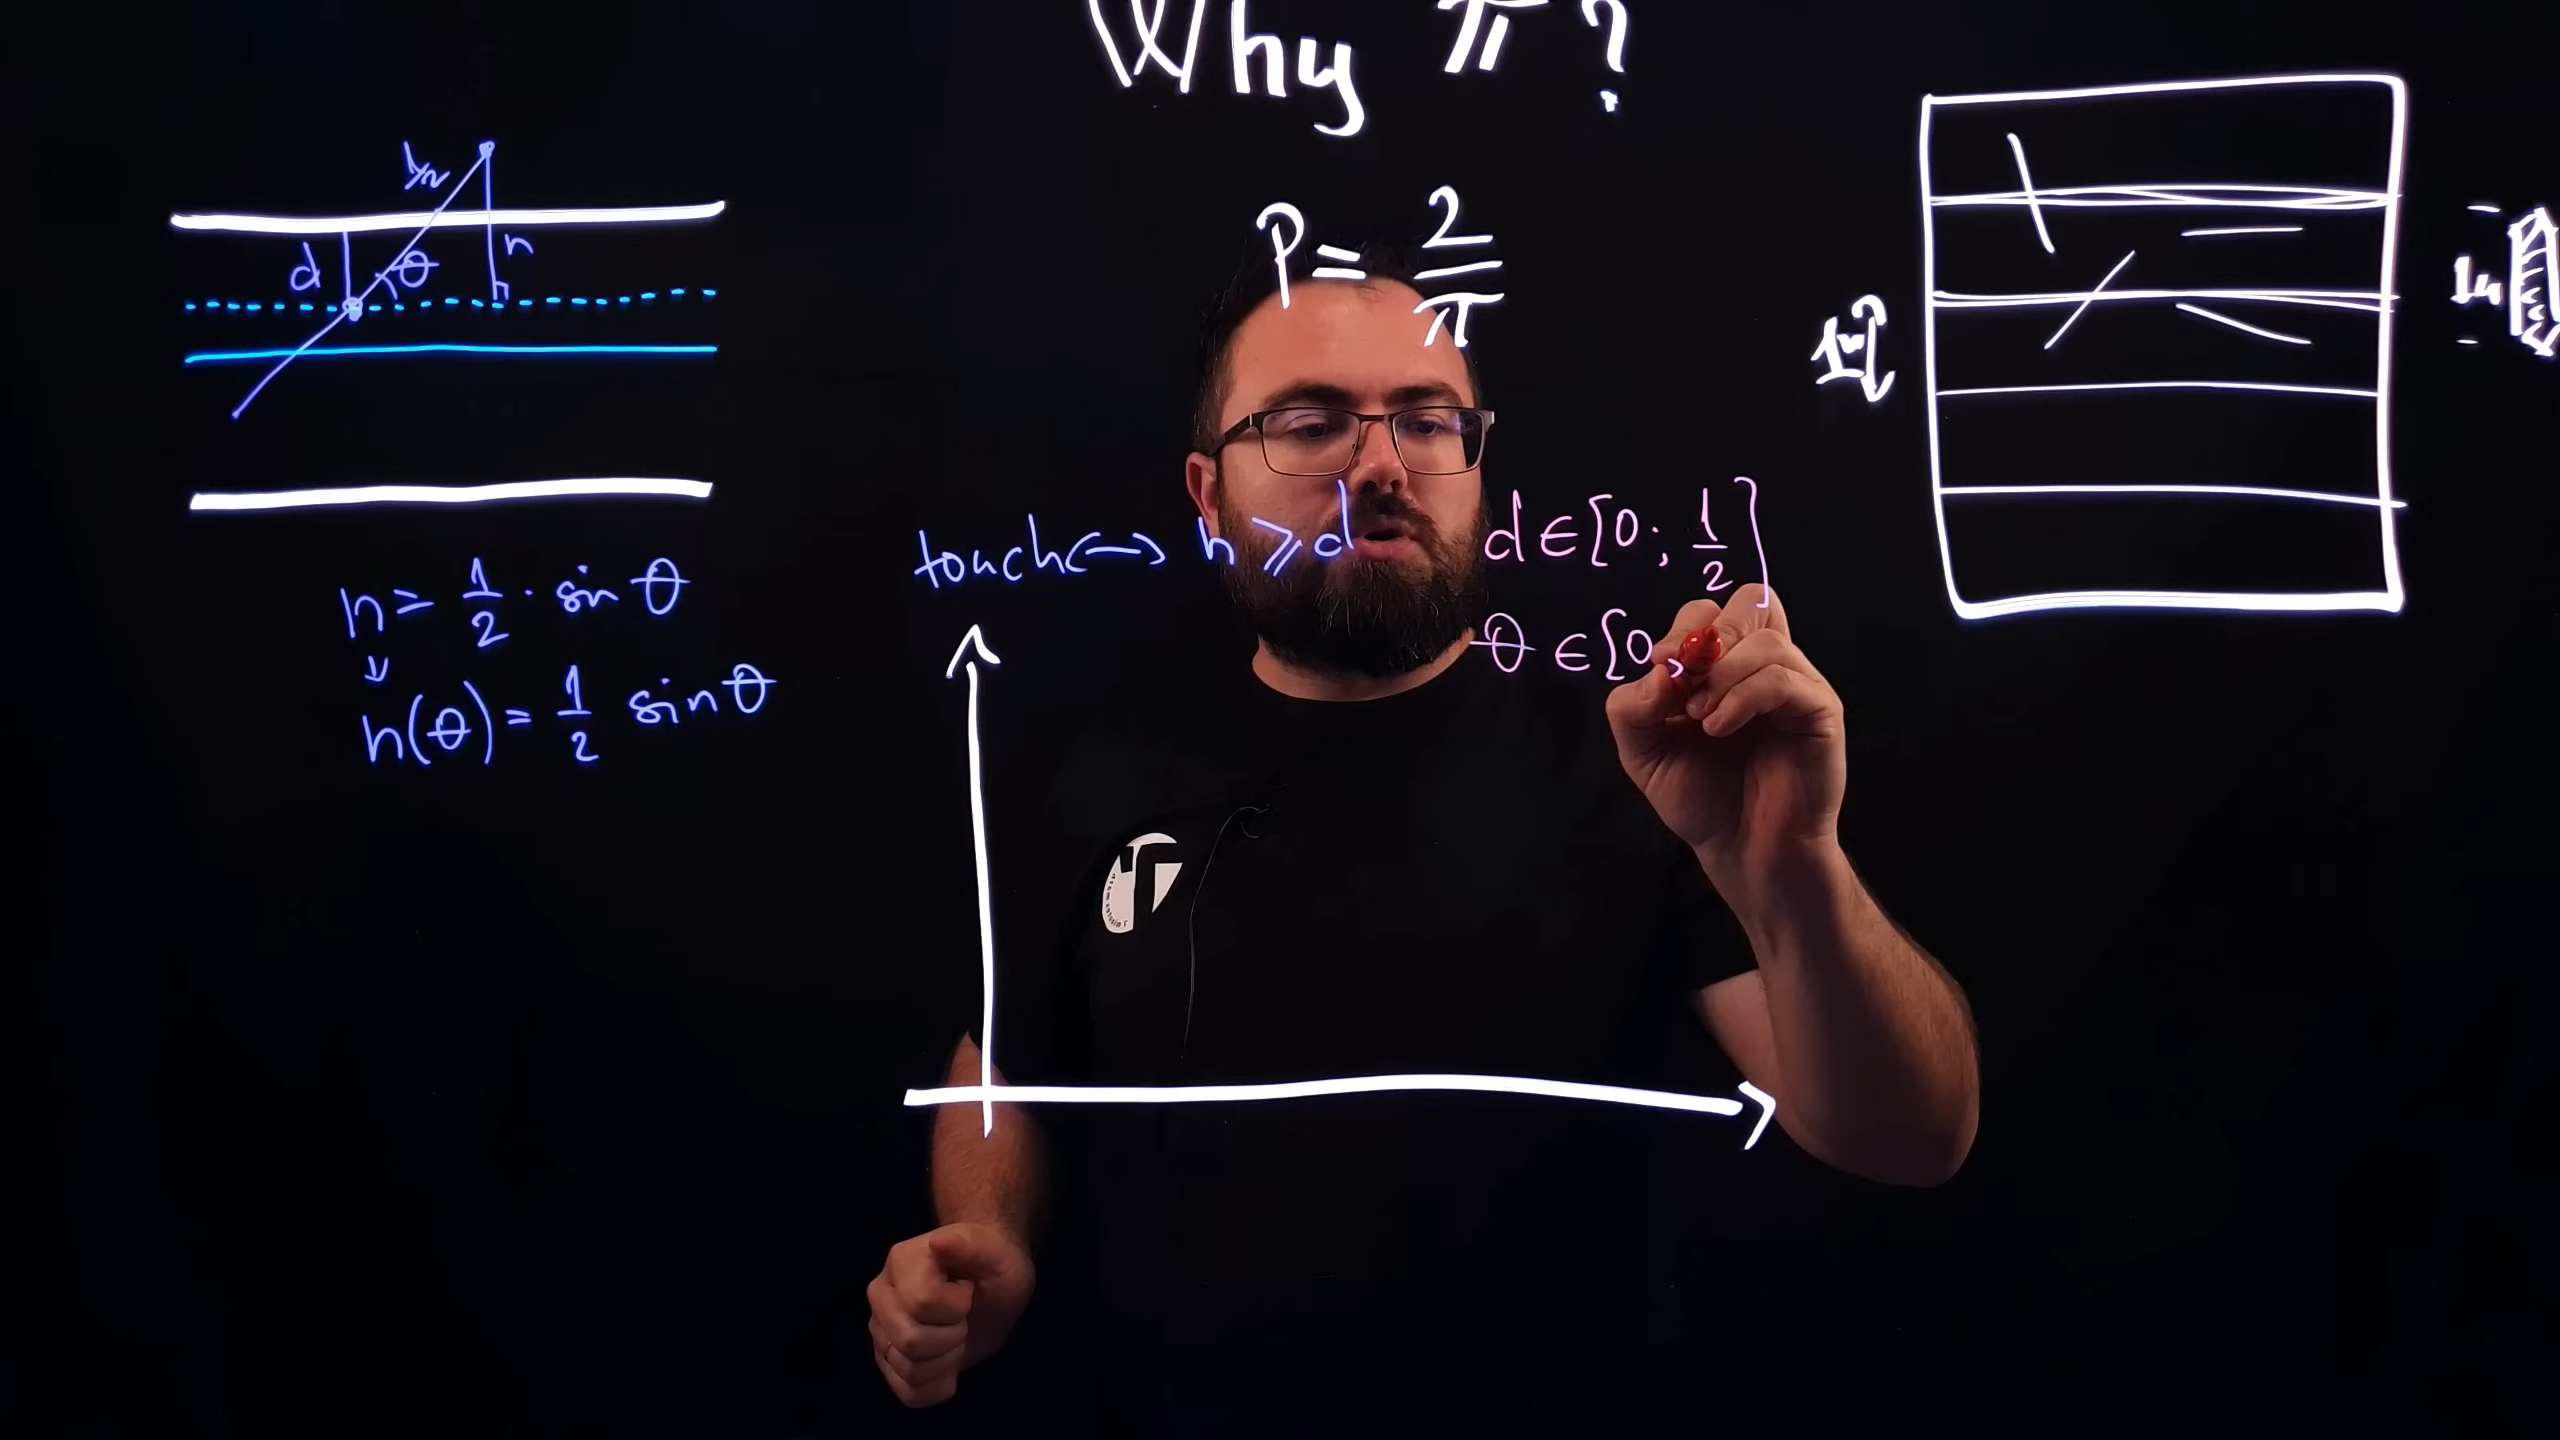 Why π?
P = 2/π
1/2
d
θ
h
h = 1/2 · sin θ
h(θ) = 1/2 sin θ
touch ↔ h ≥ d
d ∈ [0; 1/2]
θ ∈ [0,